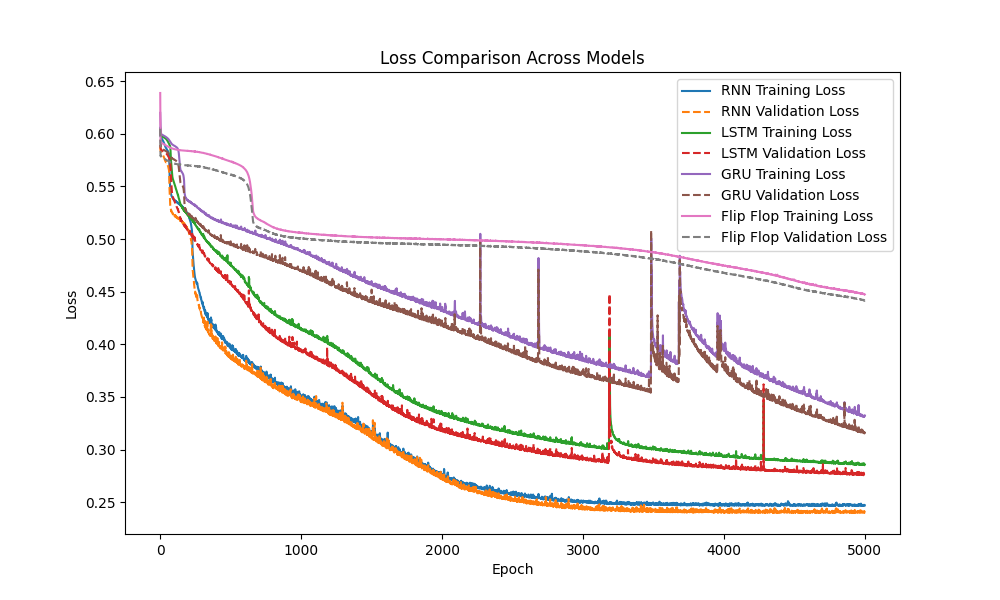 Loss Comparison Across Models
0.65
0.60
0.55
0.50
0.45
0.40
0.35
0.30
0.25
Loss
RNN Training Loss
RNN Validation Loss
LSTM Training Loss
LSTM Validation Loss
GRU Training Loss
GRU Validation Loss
Flip Flop Training Loss
Flip Flop Validation Loss
0 1000 2000 3000 4000 5000
Epoch